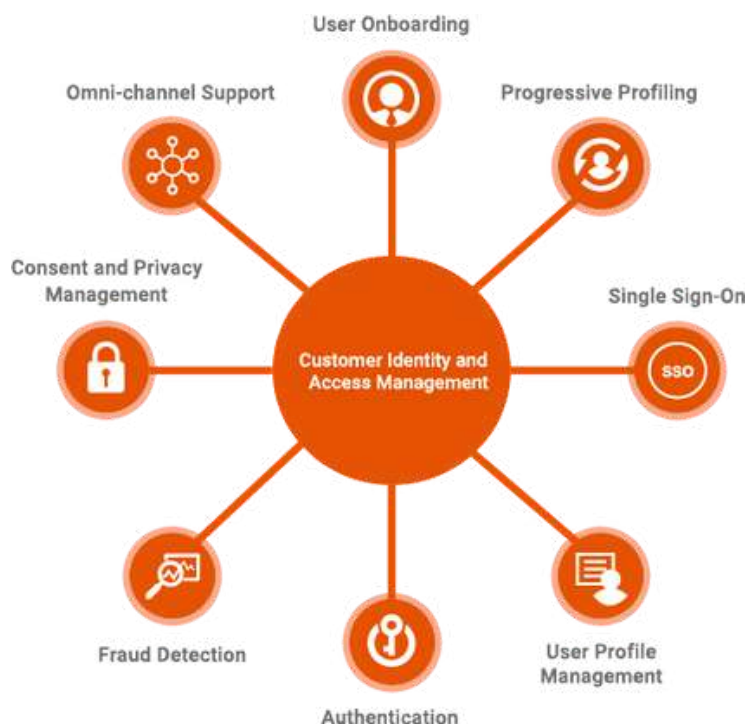 User Onboarding
Omni-channel Support
Progressive Profiling
Consent and Privacy
Management
Single Sign-On
Customer Identity and
Access Management
SSO
Fraud Detection
User Profile
Management
Authentication